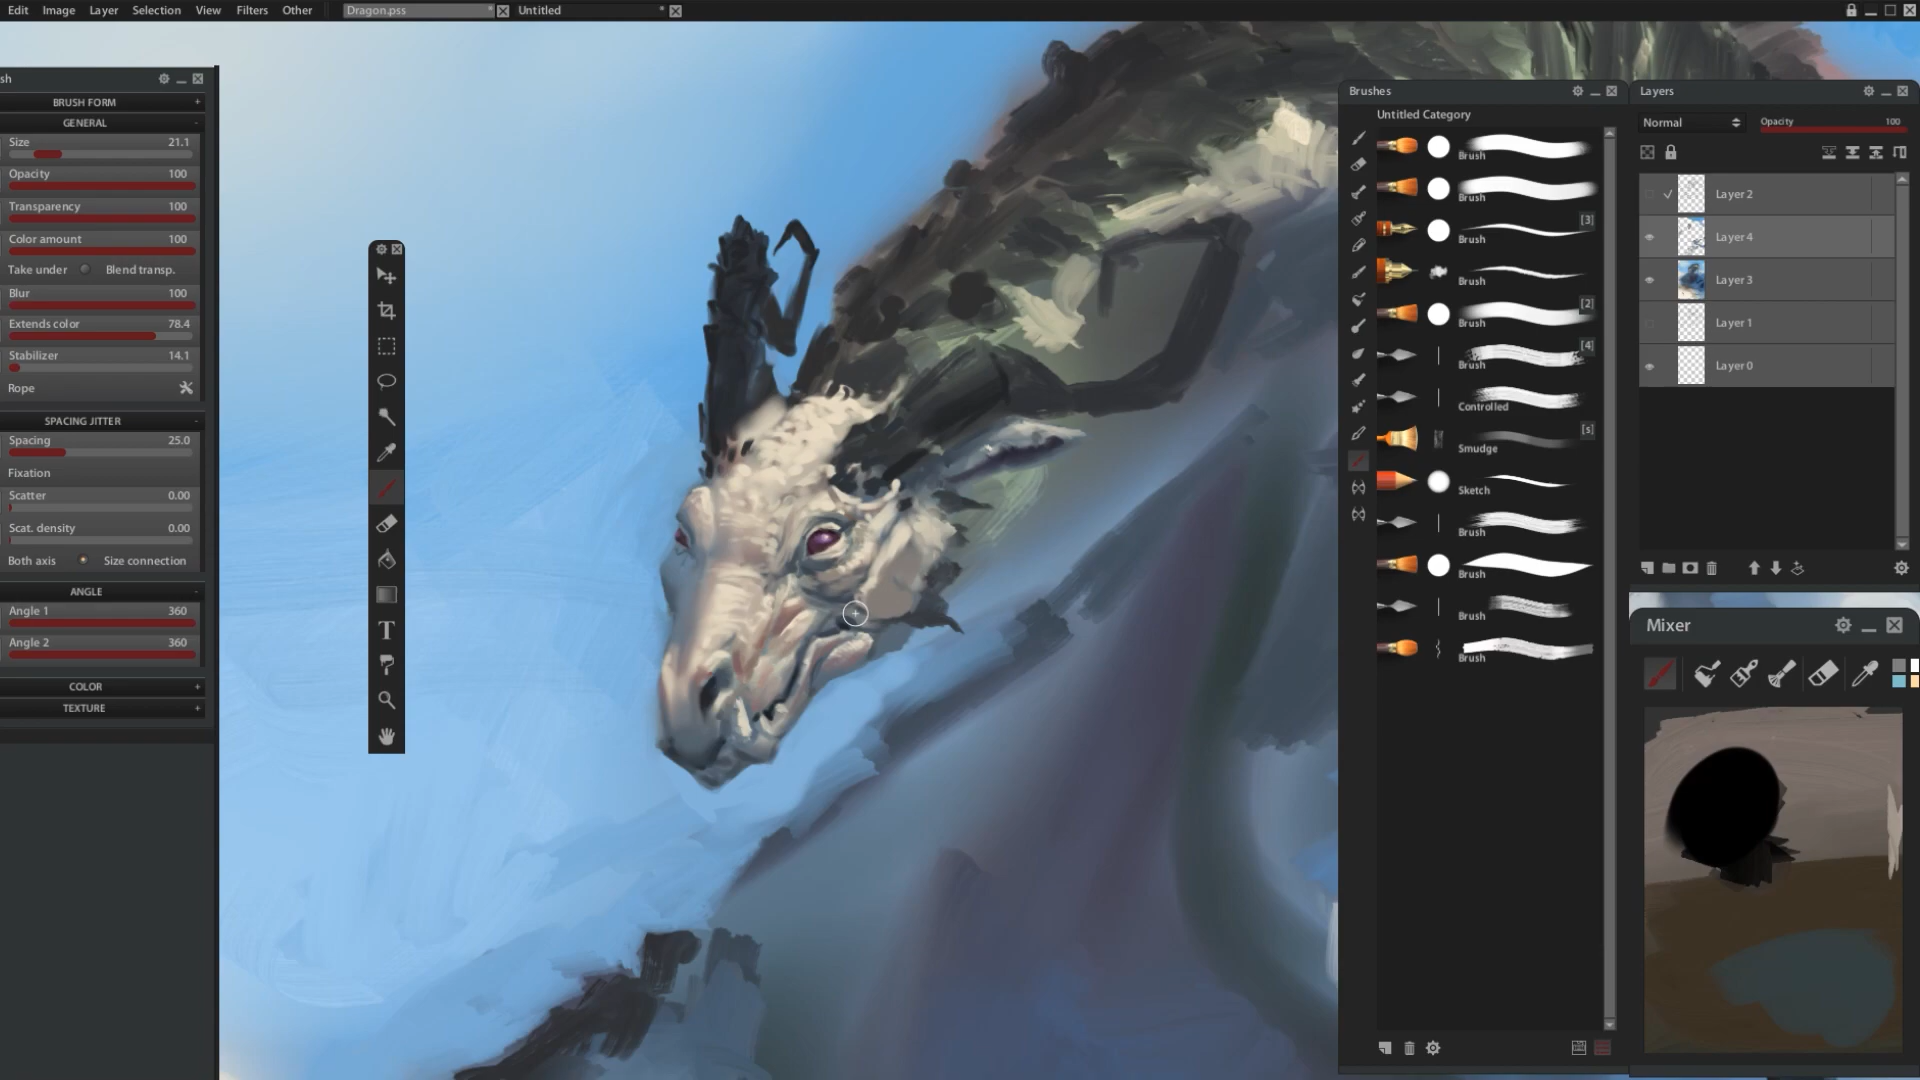 Edit Image Layer Selection View Filters Other Dragon.pss * Untitled *
sh
BRUSH FORM +
GENERAL -
Size 21.1
Opacity 100
Transparency 100
Color amount 100
Take under Blend transp.
Blur 100
Extends color 78.4
Stabilizer 14.1
Rope
SPACING JITTER -
Spacing 25.0
Fixation
Scatter 0.00
Scat. density 0.00
Both axis Size connection
ANGLE -
Angle 1 360
Angle 2 360
COLOR +
TEXTURE +
T
Brushes
Untitled Category
Brush
Brush
[3]
Brush
Brush
[2]
Brush
[4]
Brush
Controlled
[s]
Smudge
Sketch
Brush
Brush
Brush
Brush
Layers
Normal Opacity 100
Layer 2
Layer 4
Layer 3
Layer 1
Layer 0
Mixer